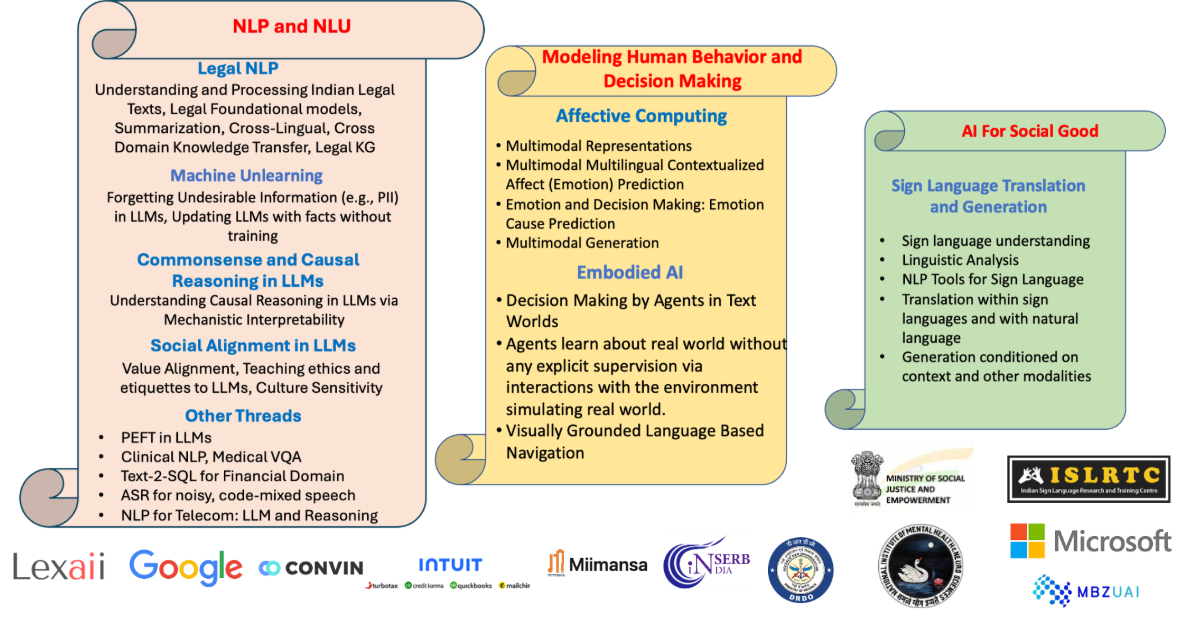 NLP and NLU
Legal NLP
Understanding and Processing Indian Legal
Texts, Legal Foundational models,
Summarization, Cross-Lingual, Cross
Domain Knowledge Transfer, Legal KG
Machine Unlearning
Forgetting Undesirable Information (e.g., PII)
in LLMs, Updating LLMs with facts without
training
Commonsense and Causal
Reasoning in LLMs
Understanding Causal Reasoning in LLMs via
Mechanistic Interpretability
Social Alignment in LLMs
Value Alignment, Teaching ethics and
etiquettes to LLMs, Culture Sensitivity
Other Threads
• PEFT in LLMs
• Clinical NLP, Medical VQA
• Text-2-SQL for Financial Domain
• ASR for noisy, code-mixed speech
• NLP for Telecom: LLM and Reasoning
Modeling Human Behavior and
Decision Making
Affective Computing
• Multimodal Representations
• Multimodal Multilingual Contextualized
Affect (Emotion) Prediction
• Emotion and Decision Making: Emotion
Cause Prediction
• Multimodal Generation
Embodied AI
• Decision Making by Agents in Text
Worlds
• Agents learn about real world without
any explicit supervision via
interactions with the environment
simulating real world.
• Visually Grounded Language Based
Navigation
AI For Social Good
Sign Language Translation
and Generation
• Sign language understanding
• Linguistic Analysis
• NLP Tools for Sign Language
• Translation within sign
languages and with natural
language
• Generation conditioned on
context and other modalities
MINISTRY OF SOCIAL
JUSTICE AND
EMPOWERMENT
ISLRTC
Indian Sign Language Research and Training Centre
Lexaii
Google
CONVIN
INTUIT
turbotax creditkarma quickbooks mailchir
Miimansa
SERB
INDIA
DRDO
NATIONAL INSTITUTE OF MENTAL HEALTH & NEURO SCIENCES
Microsoft
MBZUAI